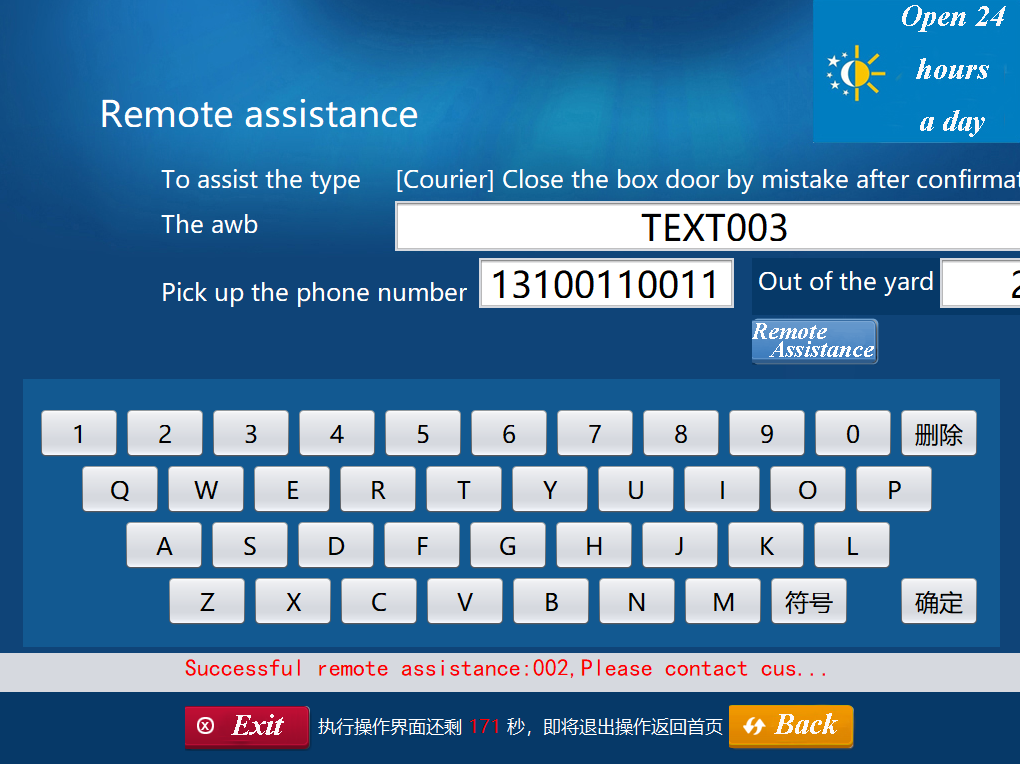 Open 24
hours
a day
Remote assistance
To assist the type [Courier] Close the box door by mistake after
The awb TEXT003
Pick up the phone number 13100110011 Out of the yard
Remote
Assistance
1 2 3 4 5 6 7 8 9 0 删除
Q W E R T Y U I O P
A S D F G H J K L
Z X C V B N M 符号 确定
Successful remote assistance:002,Please contact cus...
Exit 执行操作界面还剩 171 秒，即将退出操作返回首页 Back